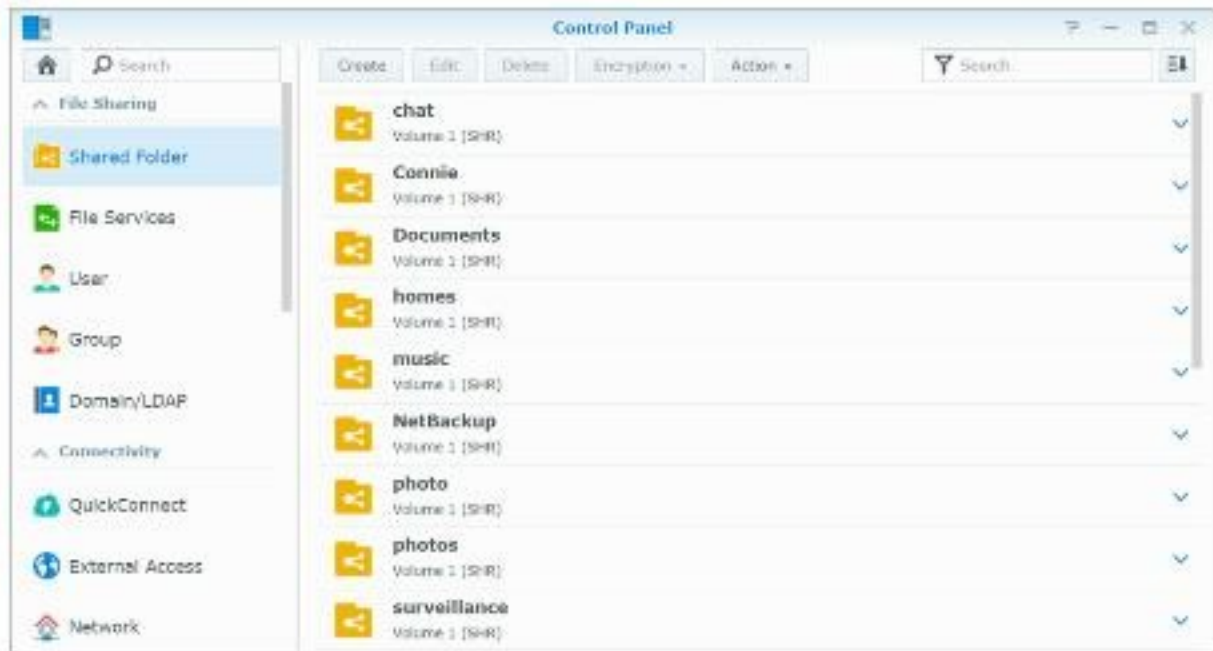 Control Panel
Search
Create Edit Delete Encryption Action Search
File Sharing
Shared Folder
File Services
User
Group
Domain/LDAP
Connectivity
QuickConnect
External Access
Network
chat
Volume 1 (SHR)
Connie
Volume 1 (SHR)
Documents
Volume 1 (SHR)
homes
Volume 1 (SHR)
music
Volume 1 (SHR)
NetBackup
Volume 1 (SHR)
photo
Volume 1 (SHR)
photos
Volume 1 (SHR)
surveillance
Volume 1 (SHR)